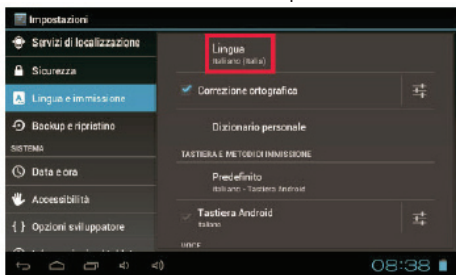 Impostazioni
Servizi di localizzazione
Lingua
Italiano (Italia)
Sicurezza
Correzione ortografica
Lingua e immissione
Backup e ripristino
Dizionario personale
SISTEMA
TASTIERA E METODI DI IMMISSIONE
Data e ora
Predefinito
Italiano - Tastiera Android
Accessibilità
Tastiera Android
Italiano
{ } Opzioni sviluppatore
VOCE
08:38